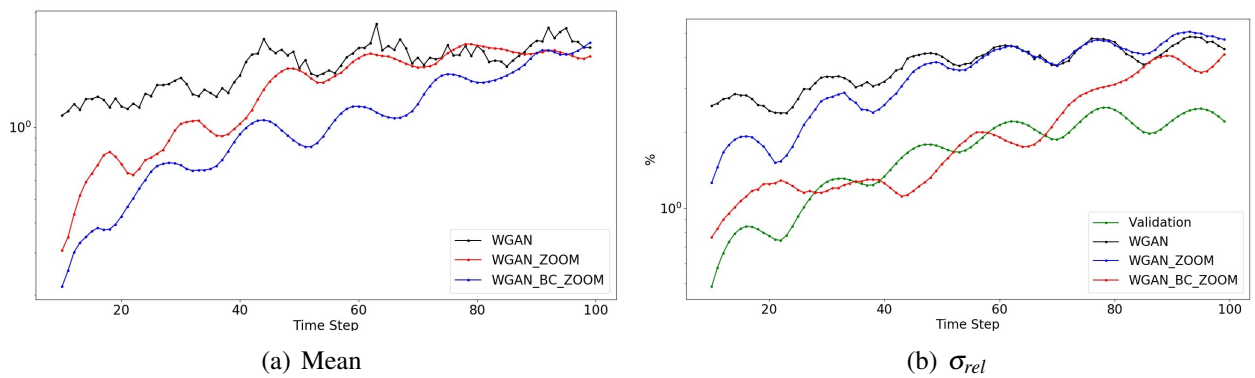 10⁰
20
40
60
80
100
Time Step
WGAN
WGAN_ZOOM
WGAN_BC_ZOOM
(a) Mean
%
10⁰
20
40
60
80
100
Time Step
Validation
WGAN
WGAN_ZOOM
WGAN_BC_ZOOM
(b) σrel